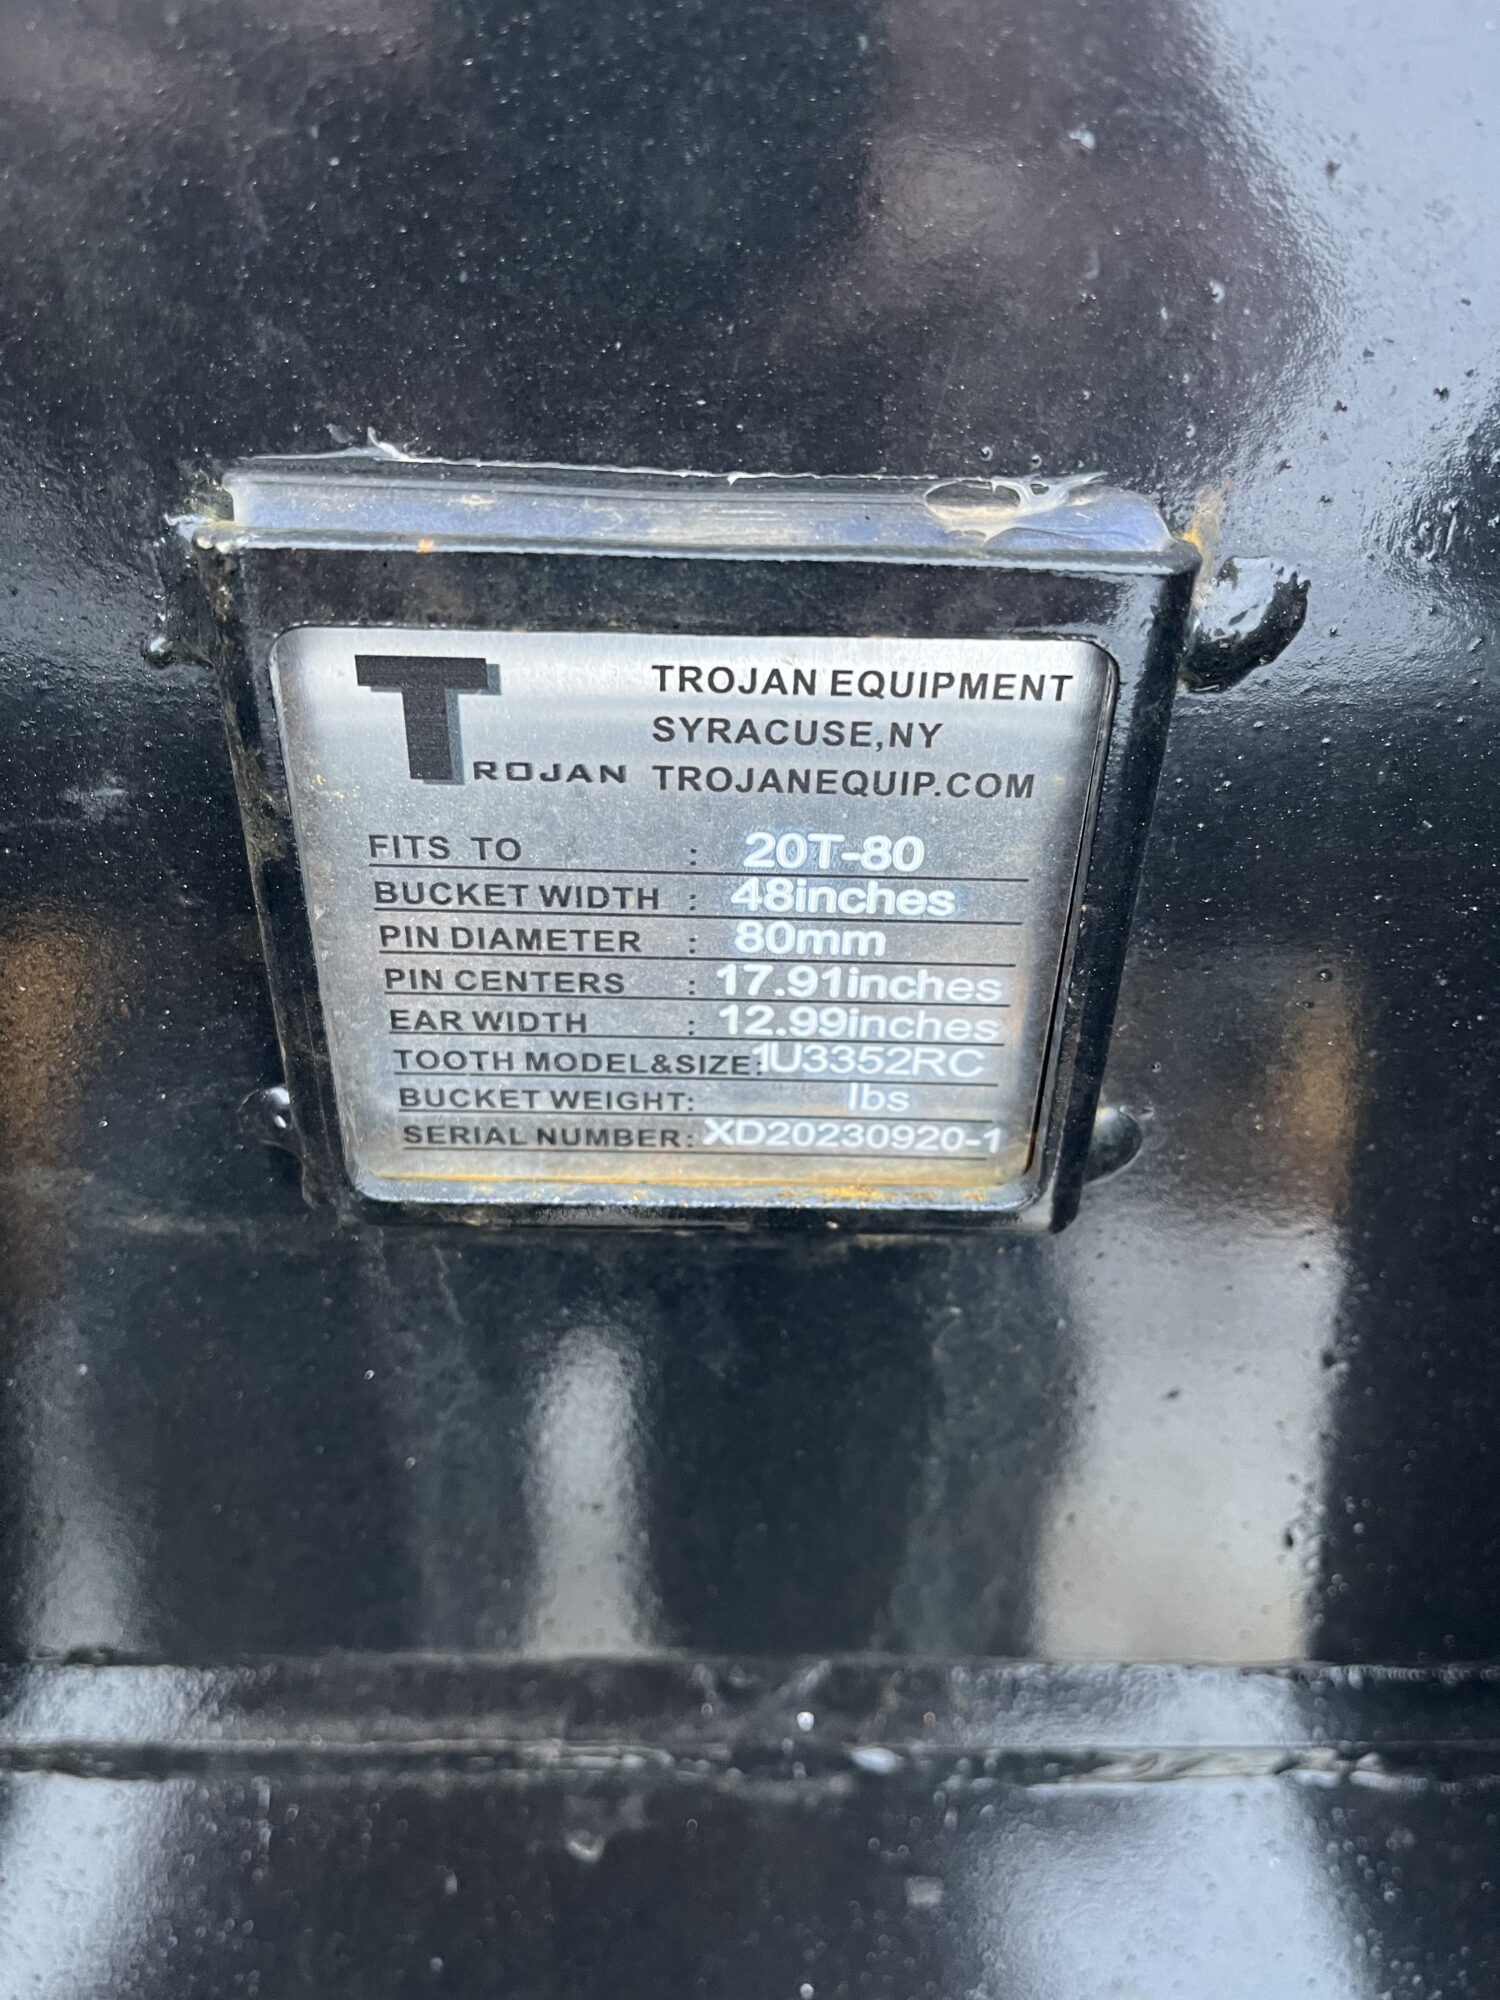 TROJAN
TROJAN EQUIPMENT
SYRACUSE,NY
TROJANEQUIP.COM
FITS TO : 20T-80
BUCKET WIDTH : 48inches
PIN DIAMETER : 80mm
PIN CENTERS : 17.91inches
EAR WIDTH : 12.99inches
TOOTH MODEL&SIZE: 1U3352RC
BUCKET WEIGHT: lbs
SERIAL NUMBER: XD20230920-1